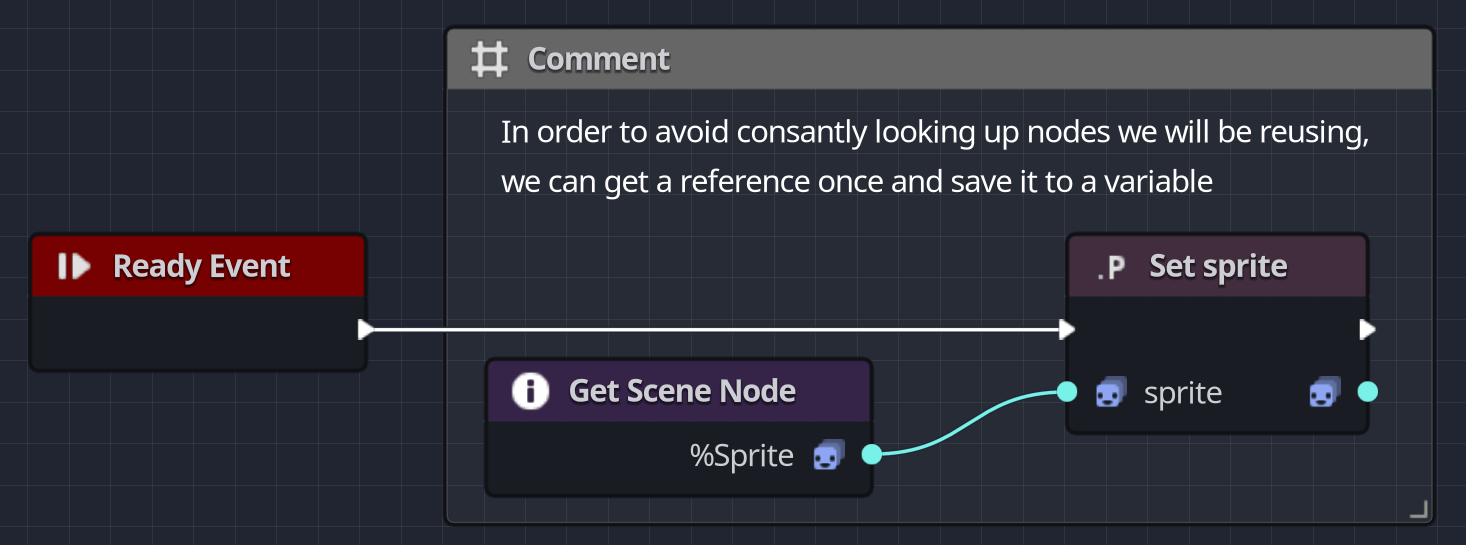 Comment
In order to avoid consantly looking up nodes we will be reusing,
we can get a reference once and save it to a variable
Ready Event
Set sprite
sprite
Get Scene Node
%Sprite